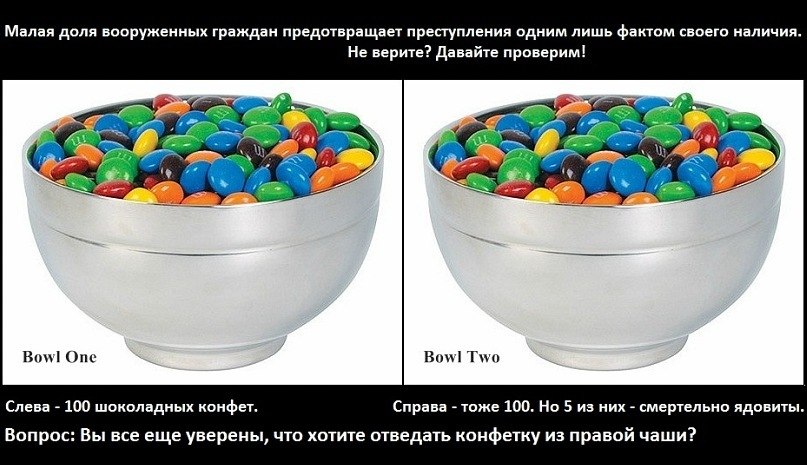 Малая доля вооруженных граждан предотвращает преступления одним лишь фактом своего наличия.
Не верите? Давайте проверим!
Bowl One
Bowl Two
Слева - 100 шоколадных конфет.
Справа - тоже 100. Но 5 из них - смертельно ядовиты.
Вопрос: Вы все еще уверены, что хотите отведать конфетку из правой чаши?